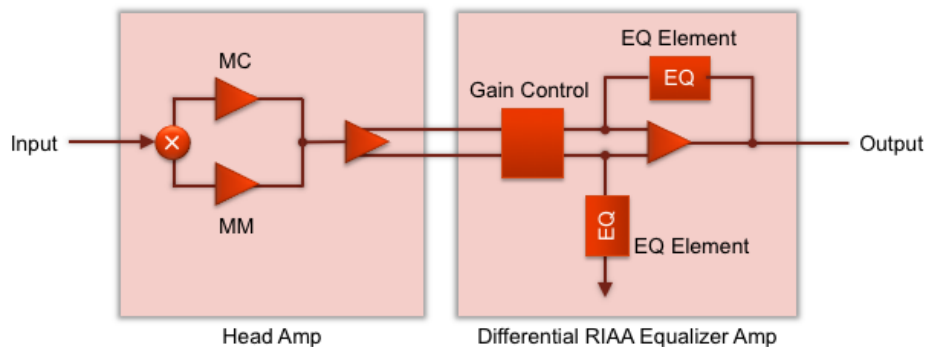 EQ Element
MC
EQ
Gain Control
Input
×
Output
MM
EQ
EQ Element
Head Amp
Differential RIAA Equalizer Amp